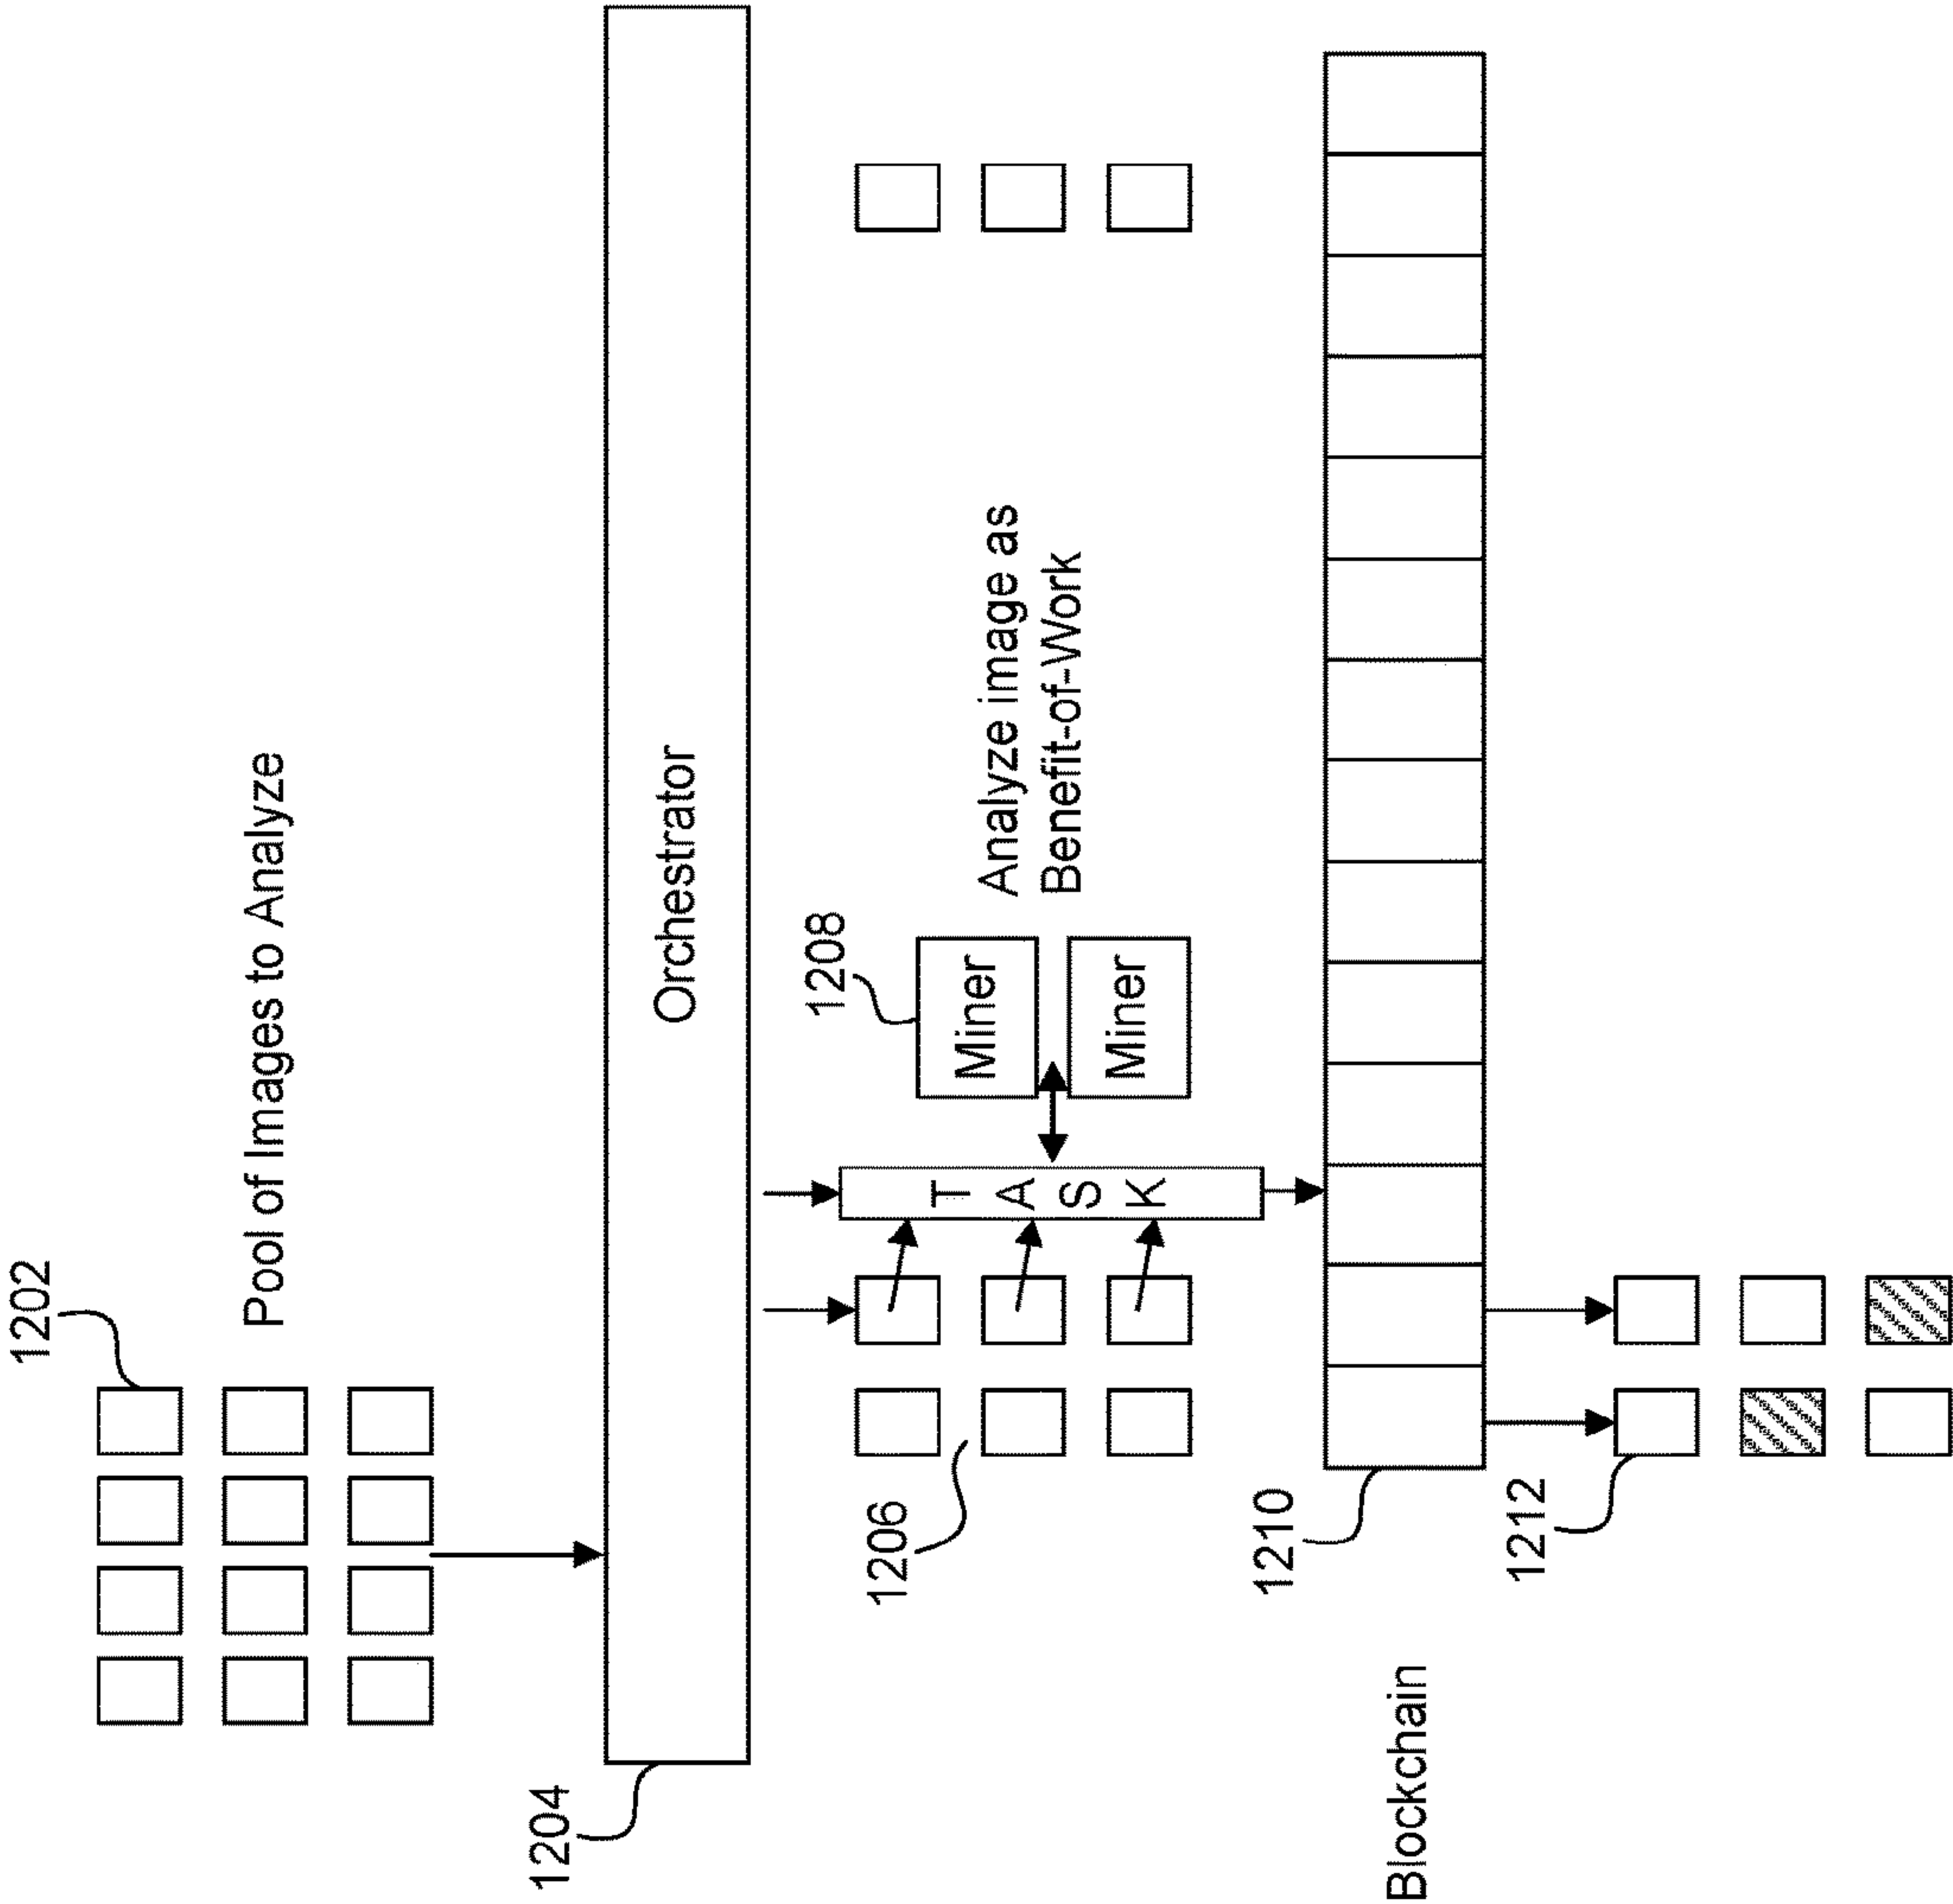 1202
Pool of Images to Analyze
1204
Orchestrator
1206
TASK
1208
Miner
Miner
Analyze image as
Benefit-of-Work
1210
Blockchain
1212